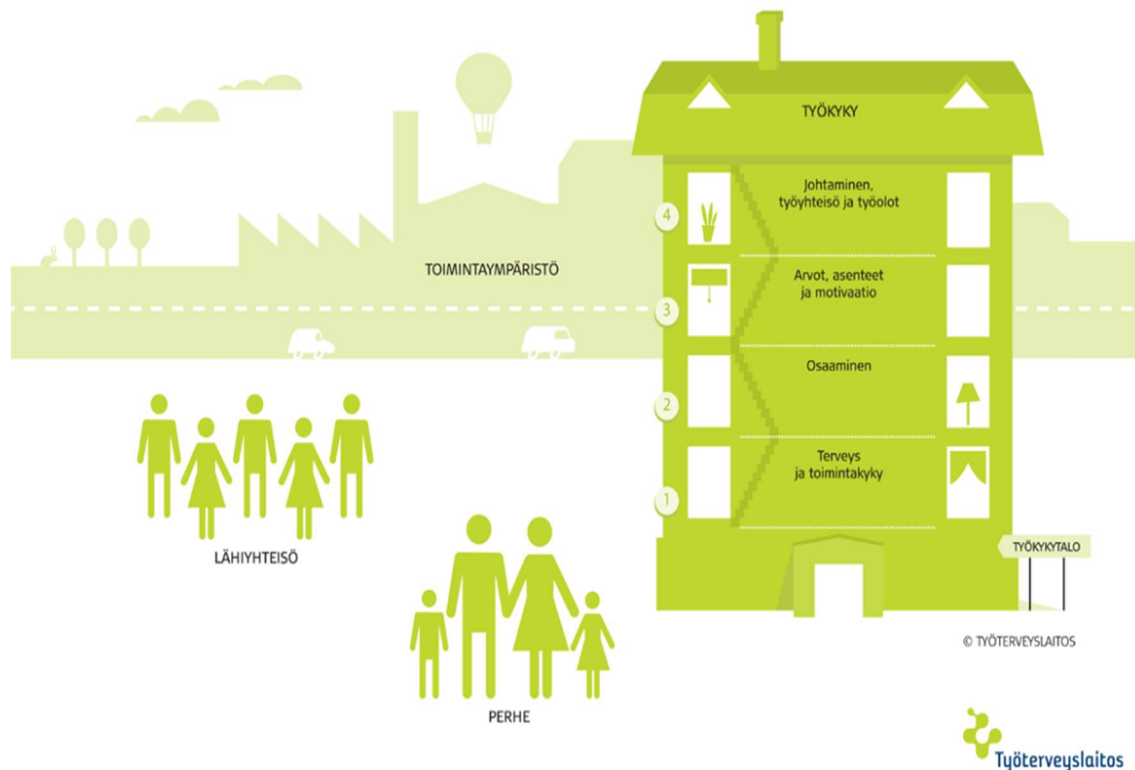 TYÖKYKY
4
Johtaminen,
työyhteisö ja työolot
TOIMINTAYMPÄRISTÖ
3
Arvot, asenteet
ja motivaatio
2
Osaaminen
1
Terveys
ja toimintakyky
LÄHIYHTEISÖ
PERHE
TYÖKYKYTALO
© TYÖTERVEYSLAITOS
Työterveyslaitos